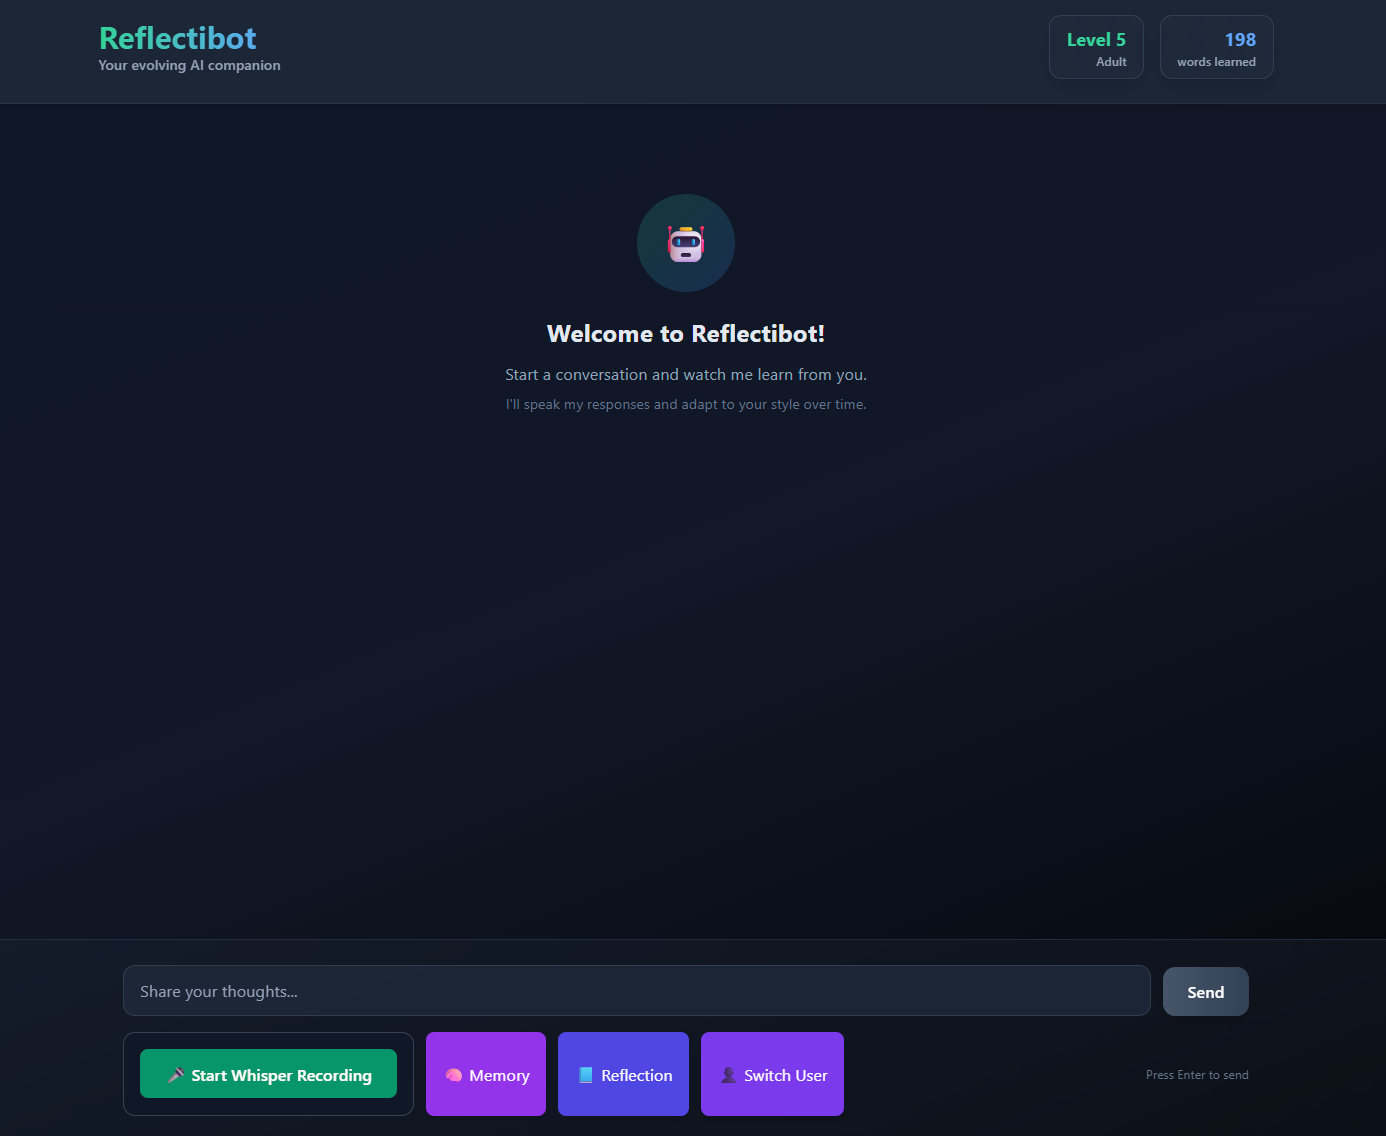 Reflectibot
Your evolving AI companion
Level 5
Adult
198
words learned
Welcome to Reflectibot!
Start a conversation and watch me learn from you.
I'll speak my responses and adapt to your style over time.
Share your thoughts...
Send
Start Whisper Recording
Memory
Reflection
Switch User
Press Enter to send